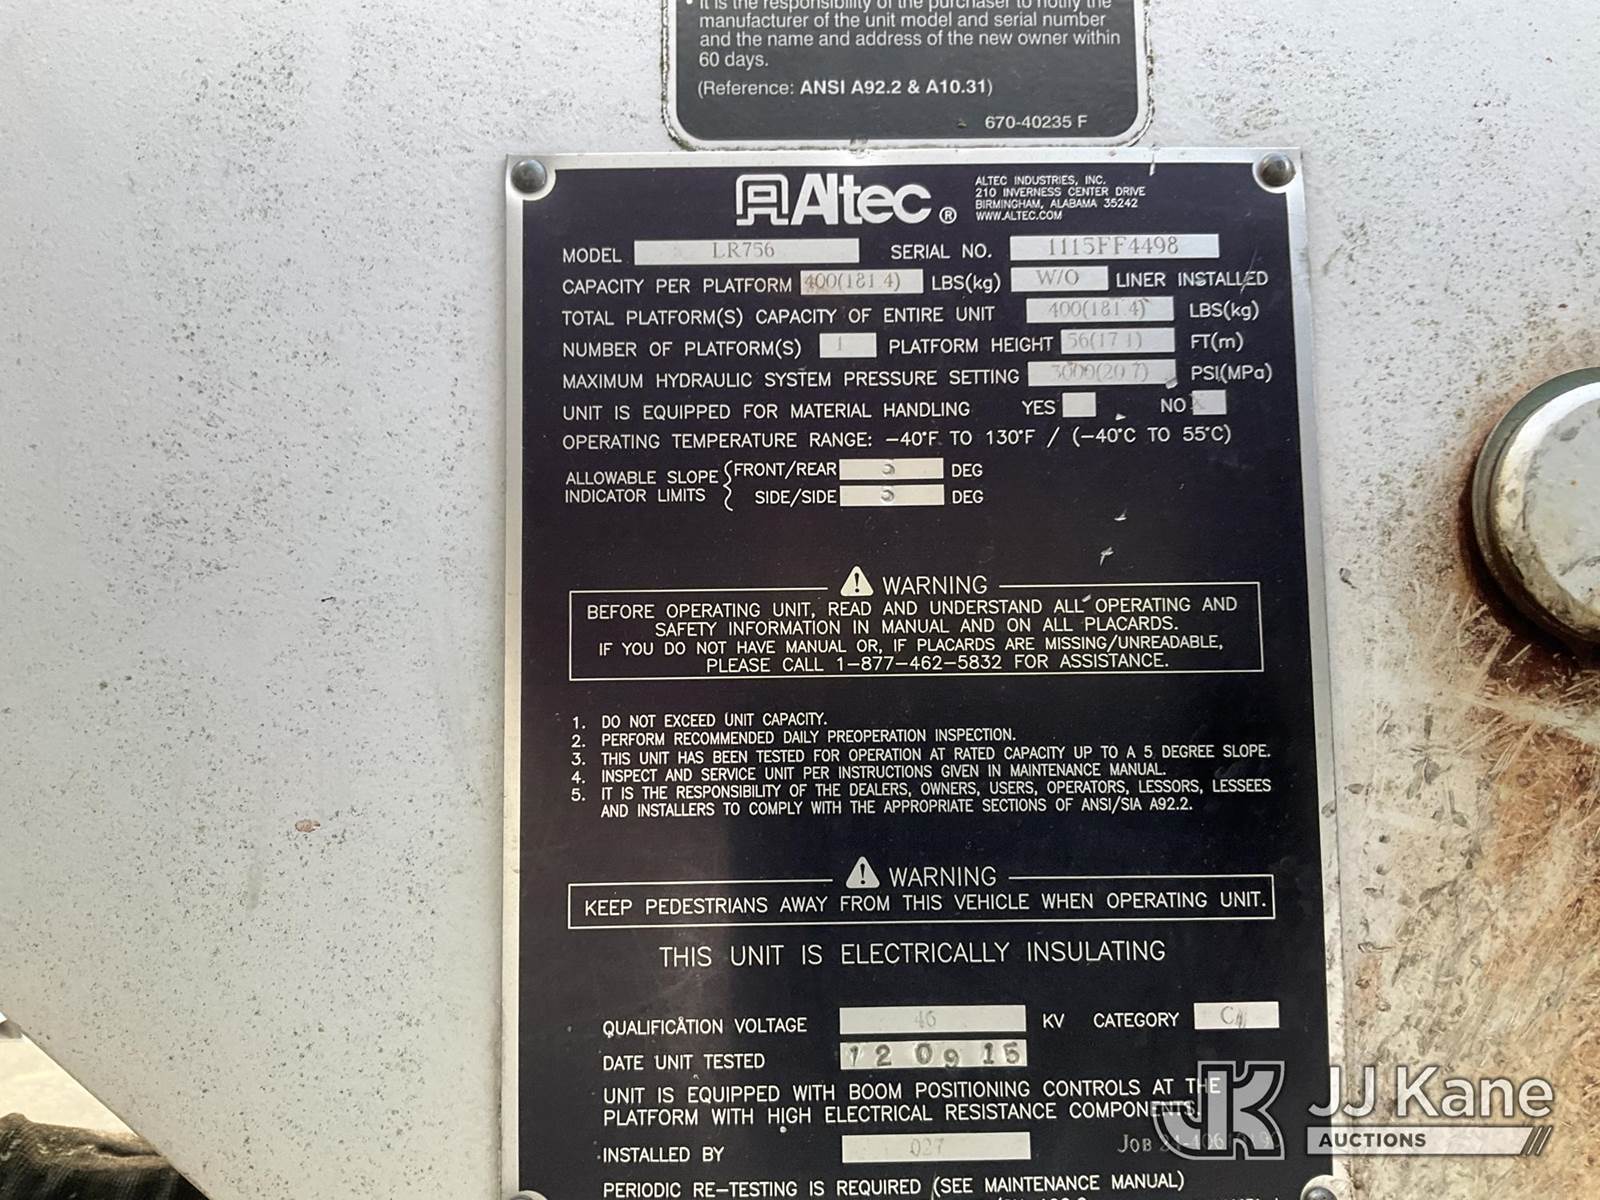 • It is the responsibility of the purchaser to notify the
manufacturer of the unit model and serial number
and the name and address of the new owner within
60 days.
(Reference: ANSI A92.2 & A10.31)
670-40235 F
Altec ®
ALTEC INDUSTRIES, INC.
210 INVERNESS CENTER DRIVE
BIRMINGHAM, ALABAMA 35242
WWW.ALTEC.COM
MODEL LR756 SERIAL NO. 1115FF4498
CAPACITY PER PLATFORM 400(181 4) LBS(kg) W/O LINER INSTALLED
TOTAL PLATFORM(S) CAPACITY OF ENTIRE UNIT 400(181 4) LBS(kg)
NUMBER OF PLATFORM(S) 1 PLATFORM HEIGHT 56(17 1) FT(m)
MAXIMUM HYDRAULIC SYSTEM PRESSURE SETTING 3000(20 7) PSI(MPa)
UNIT IS EQUIPPED FOR MATERIAL HANDLING YES NO X
OPERATING TEMPERATURE RANGE: -40°F TO 130°F / (-40°C TO 55°C)
ALLOWABLE SLOPE INDICATOR LIMITS
FRONT/REAR 5 DEG
SIDE/SIDE 5 DEG
WARNING
BEFORE OPERATING UNIT, READ AND UNDERSTAND ALL OPERATING AND
SAFETY INFORMATION IN MANUAL AND ON ALL PLACARDS.
IF YOU DO NOT HAVE MANUAL OR, IF PLACARDS ARE MISSING/UNREADABLE,
PLEASE CALL 1-877-462-5832 FOR ASSISTANCE.
1. DO NOT EXCEED UNIT CAPACITY.
2. PERFORM RECOMMENDED DAILY PREOPERATION INSPECTION.
3. THIS UNIT HAS BEEN TESTED FOR OPERATION AT RATED CAPACITY UP TO A 5 DEGREE SLOPE.
4. INSPECT AND SERVICE UNIT PER INSTRUCTIONS GIVEN IN MAINTENANCE MANUAL.
5. IT IS THE RESPONSIBILITY OF THE DEALERS, OWNERS, USERS, OPERATORS, LESSORS, LESSEES
AND INSTALLERS TO COMPLY WITH THE APPROPRIATE SECTIONS OF ANSI/SIA A92.2.
WARNING
KEEP PEDESTRIANS AWAY FROM THIS VEHICLE WHEN OPERATING UNIT.
THIS UNIT IS ELECTRICALLY INSULATING
QUALIFICATION VOLTAGE 46 KV CATEGORY C
DATE UNIT TESTED 12 09 15
UNIT IS EQUIPPED WITH BOOM POSITIONING CONTROLS AT THE
PLATFORM WITH HIGH ELECTRICAL RESISTANCE COMPONENTS.
INSTALLED BY 027 JOB
PERIODIC RE-TESTING IS REQUIRED (SEE MAINTENANCE MANUAL)
JK JJ Kane
AUCTIONS